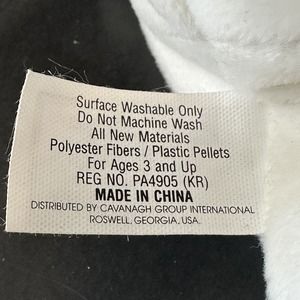 Surface Washable Only
Do Not Machine Wash
All New Materials
Polyester Fibers / Plastic Pellets
For Ages 3 and Up
REG NO. PA4905 (KR)
MADE IN CHINA
DISTRIBUTED BY CAVANAGH GROUP INTERNATIONAL
ROSWELL, GEORGIA, USA.